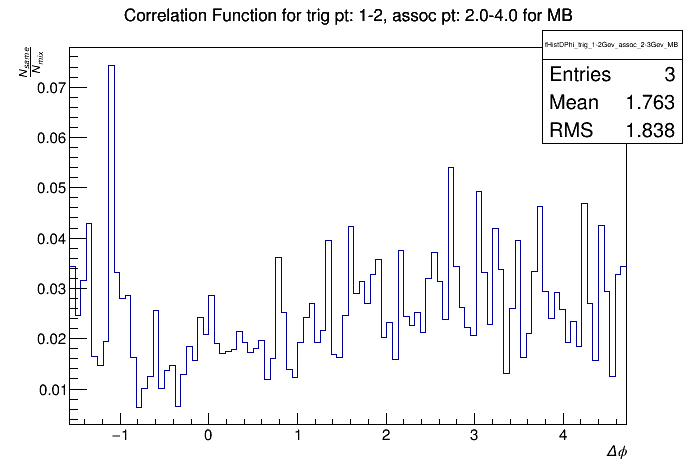 Correlation Function for trig pt: 1-2, assoc pt: 2.0-4.0 for MB
fHistDPhi_trig_1-2Gev_assoc_2-3Gev_MB
Entries 3
Mean 1.763
RMS 1.838
N_same
N_mix
0.07
0.06
0.05
0.04
0.03
0.02
0.01
−1 0 1 2 3 4
Δϕ